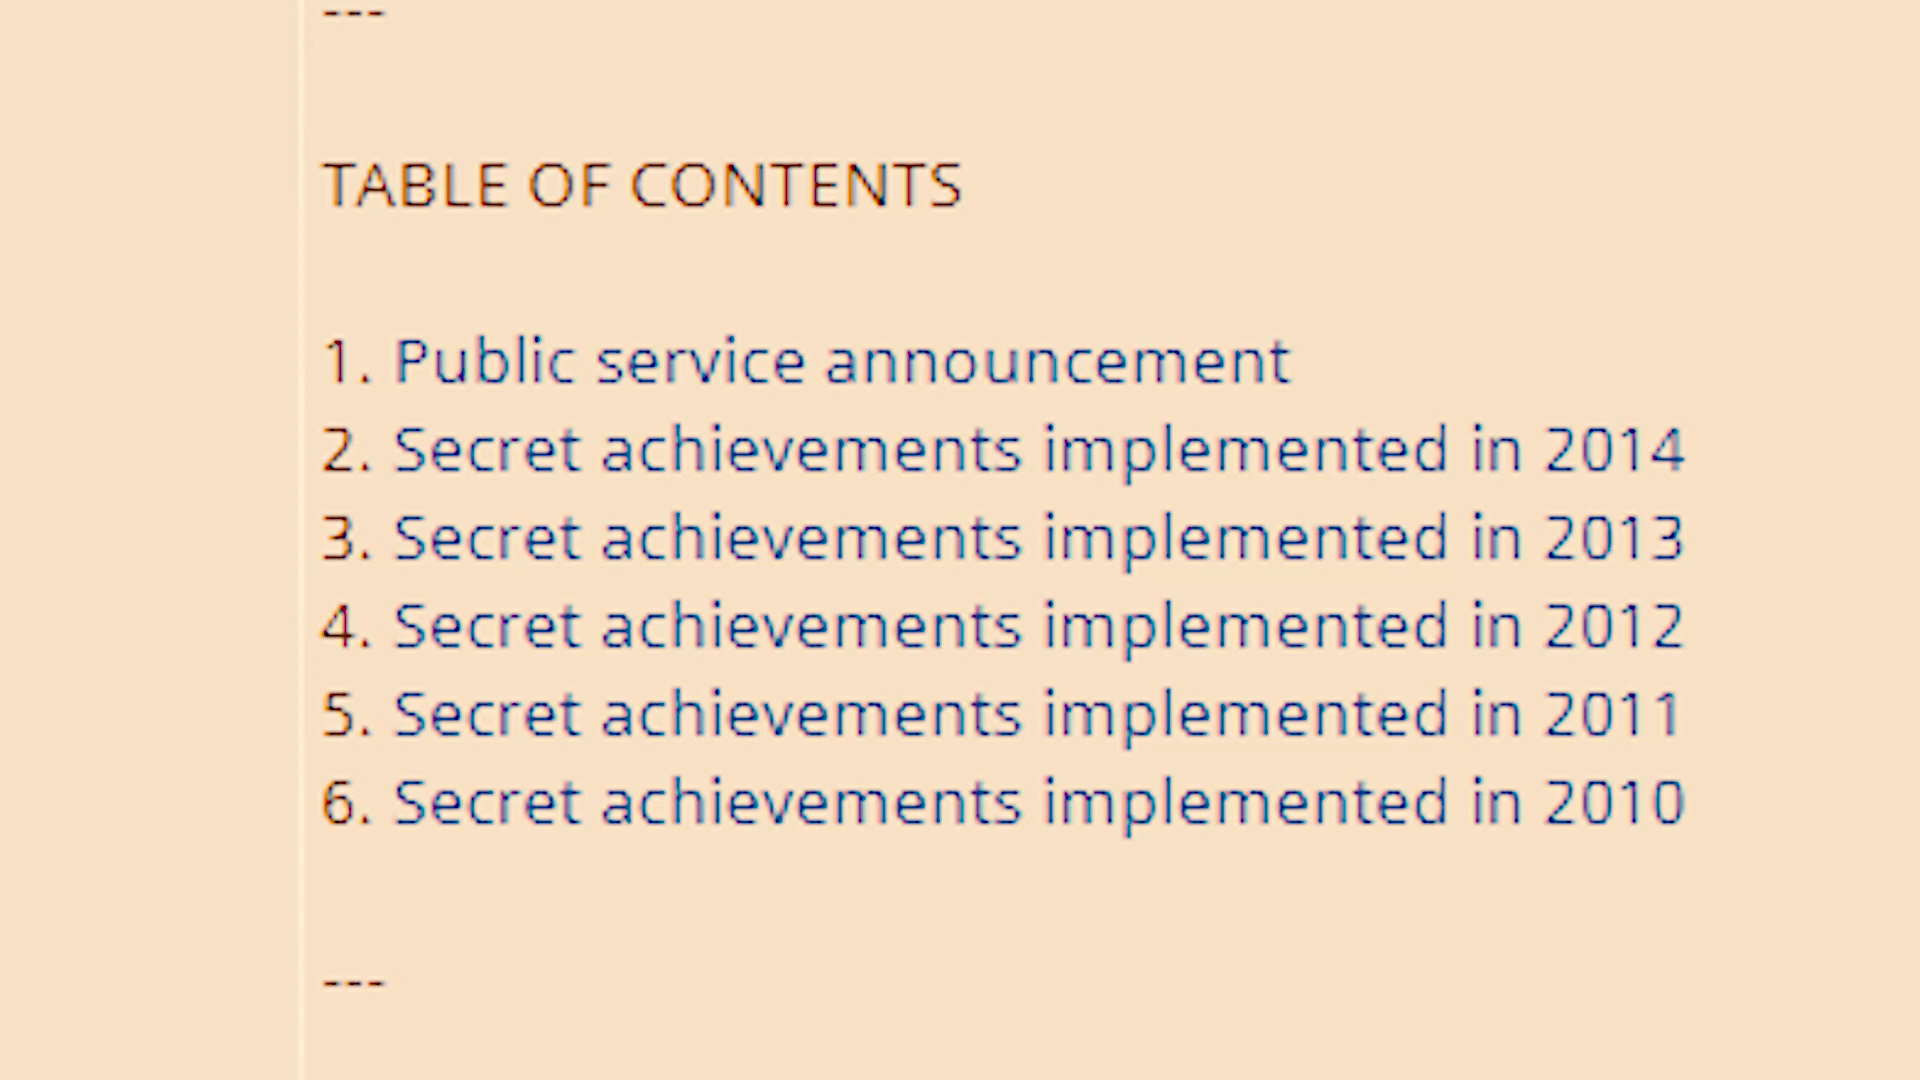 ---
TABLE OF CONTENTS
1. Public service announcement
2. Secret achievements implemented in 2014
3. Secret achievements implemented in 2013
4. Secret achievements implemented in 2012
5. Secret achievements implemented in 2011
6. Secret achievements implemented in 2010
---